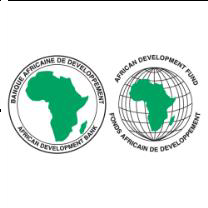 BANQUE AFRICAINE DE DEVELOPPEMENT
AFRICAN DEVELOPMENT BANK
AFRICAN DEVELOPMENT FUND
FONDS AFRICAIN DE DEVELOPPEMENT